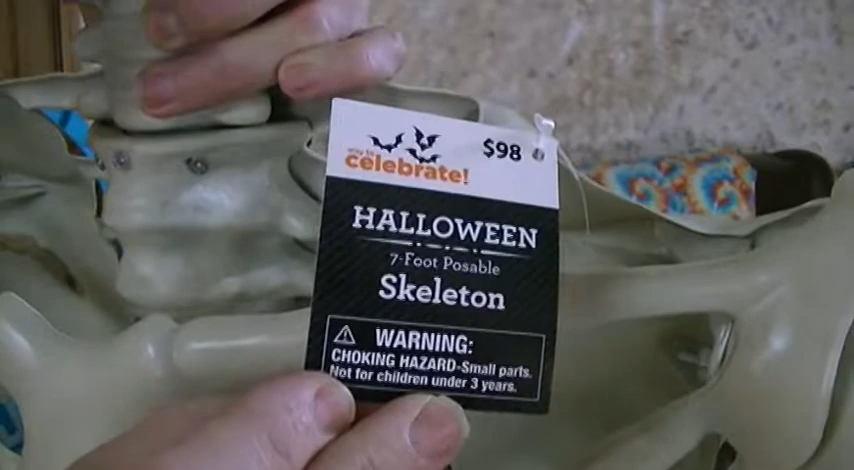 way to
celebrate!
$98
HALLOWEEN
7-Foot Posable
Skeleton
WARNING:
CHOKING HAZARD-Small parts.
Not for children under 3 years.